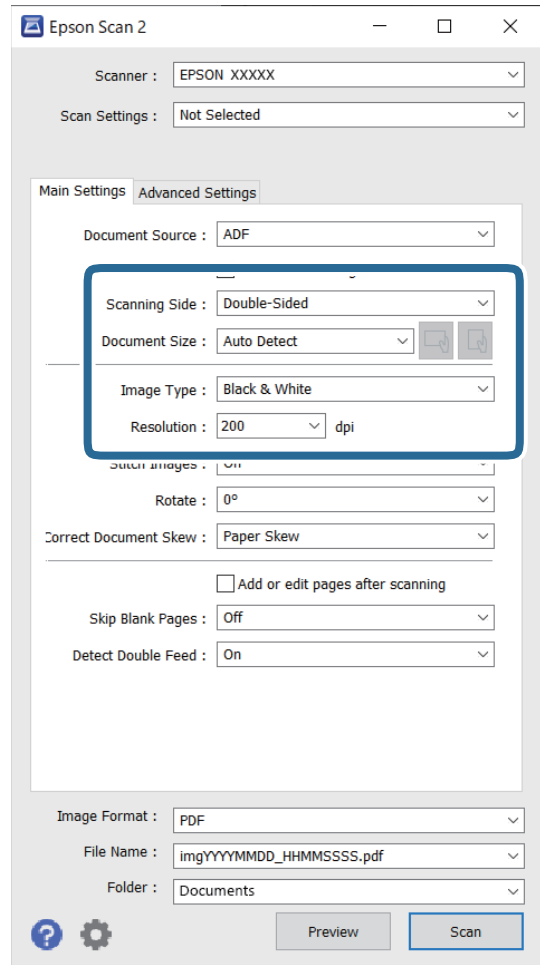 Epson Scan 2
Scanner : EPSON XXXXX
Scan Settings : Not Selected
Main Settings Advanced Settings
Document Source : ADF
Scanning Side : Double-Sided
Document Size : Auto Detect
Image Type : Black & White
Resolution : 200 dpi
Stitch Images : Off
Rotate : 0°
Correct Document Skew : Paper Skew
Add or edit pages after scanning
Skip Blank Pages : Off
Detect Double Feed : On
Image Format : PDF
File Name : imgYYYYMMDD_HHMMSSSS.pdf
Folder : Documents
? Preview Scan